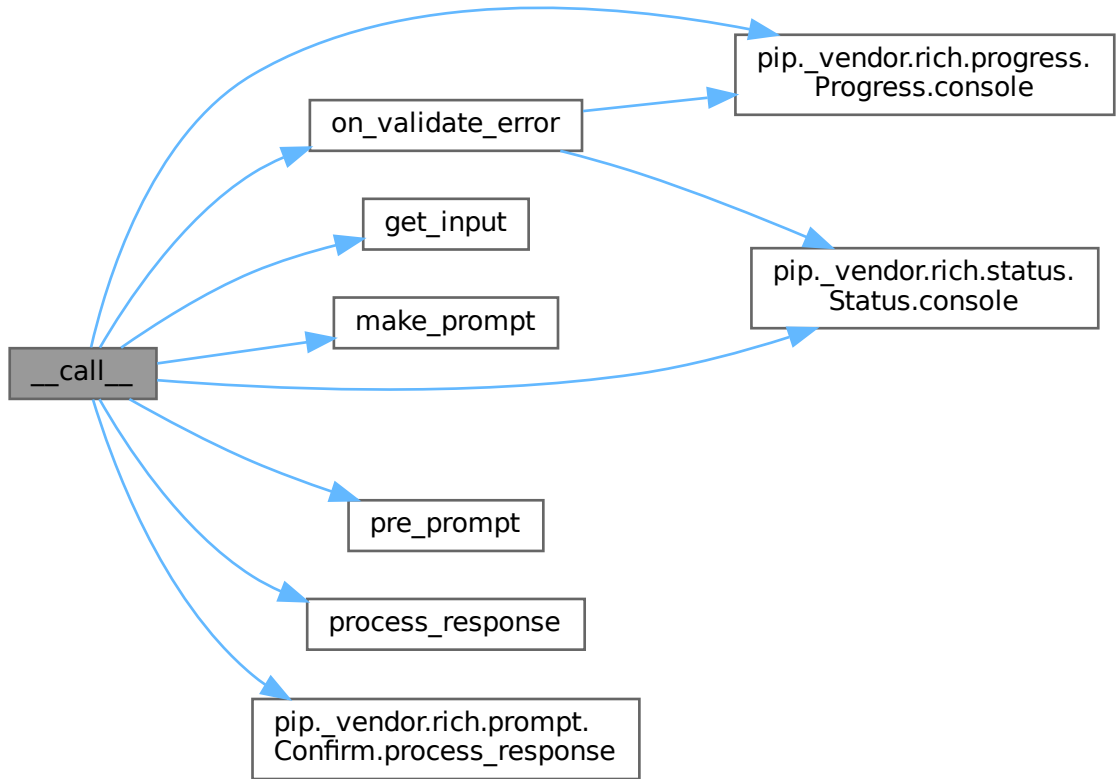 pip._vendor.rich.progress.
Progress.console
on_validate_error
get_input
pip._vendor.rich.status.
Status.console
make_prompt
__call__
pre_prompt
process_response
pip._vendor.rich.prompt.
Confirm.process_response